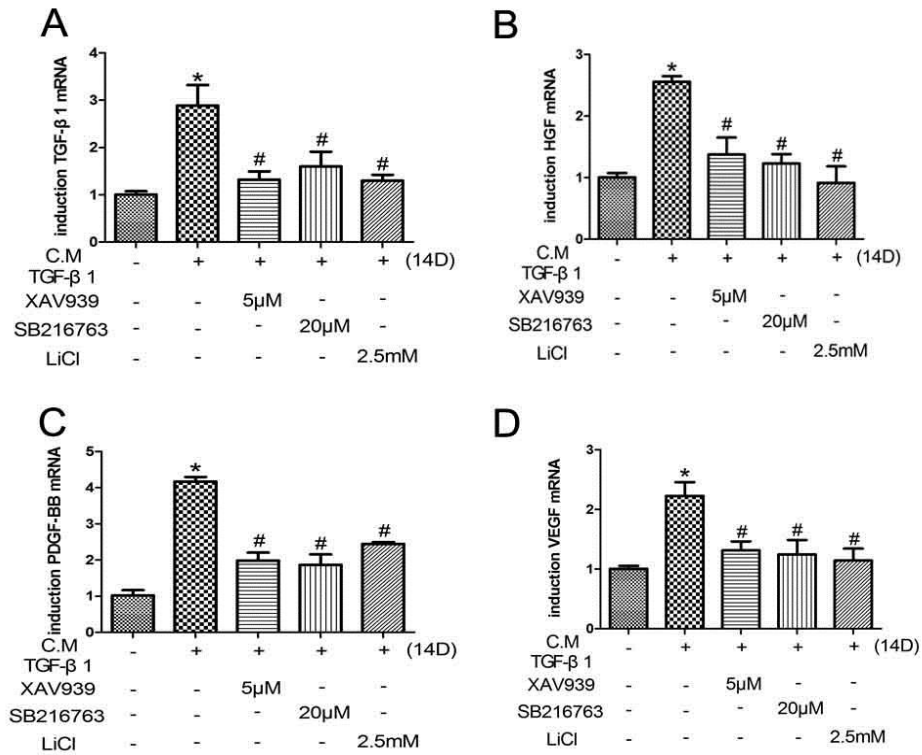 A
induction TGF-β 1 mRNA
4
3
2
1
0
*
#
#
#
C.M - + + + + (14D)
TGF-β 1
XAV939 - - 5µM - -
SB216763 - - - 20µM -
LiCl - - - - 2.5mM
B
induction HGF mRNA
3
2
1
0
*
#
#
#
C.M - + + + + (14D)
TGF-β 1
XAV939 - - 5µM - -
SB216763 - - - 20µM -
LiCl - - - - 2.5mM
C
induction PDGF-BB mRNA
5
4
3
2
1
0
*
#
#
#
C.M - + + + + (14D)
TGF-β 1
XAV939 - - 5µM - -
SB216763 - - - 20µM -
LiCl - - - - 2.5mM
D
induction VEGF mRNA
3
2
1
0
*
#
#
#
C.M - + + + + (14D)
TGF-β 1
XAV939 - - 5µM - -
SB216763 - - - 20µM -
LiCl - - - - 2.5mM